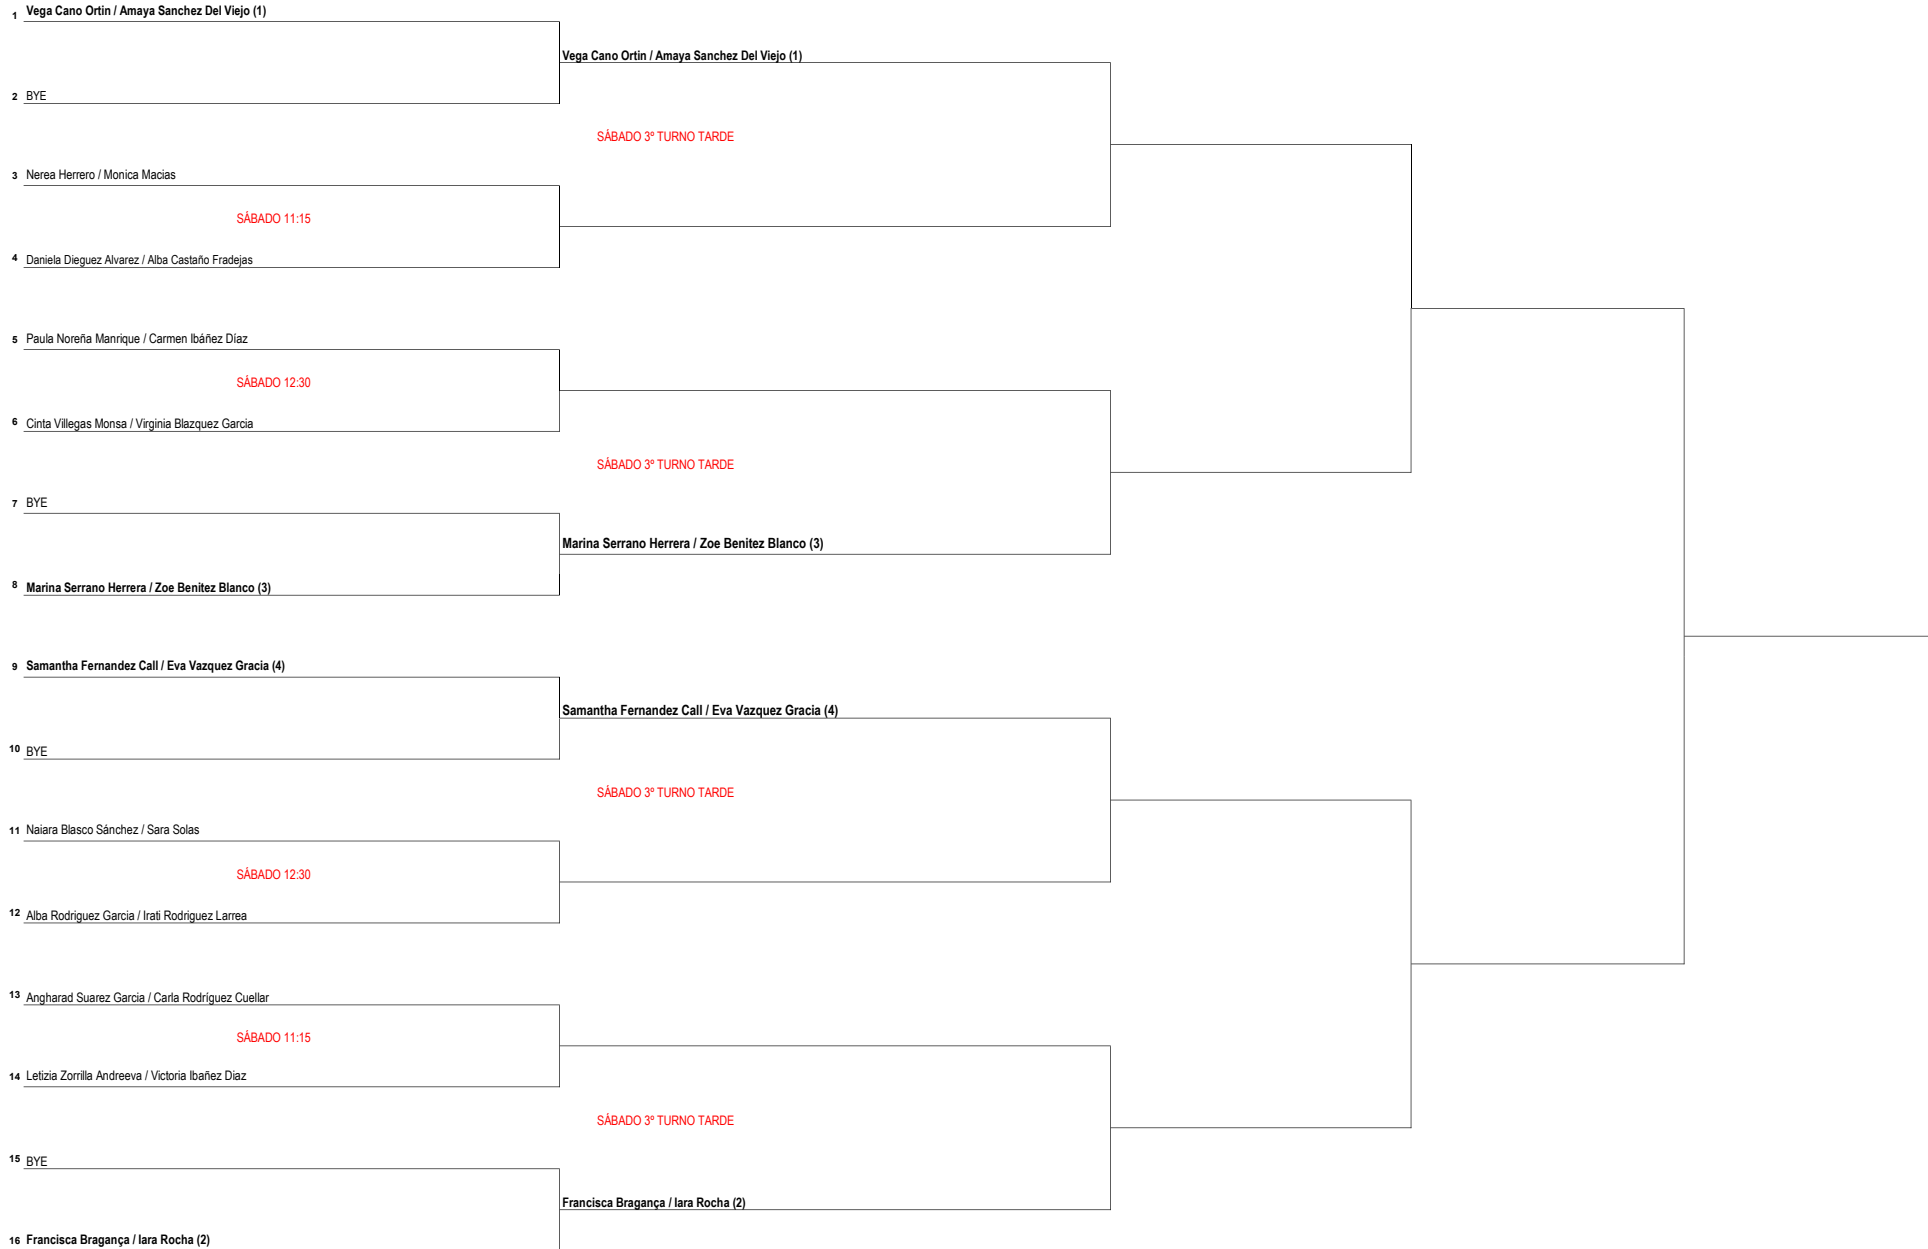 1 Vega Cano Ortin / Amaya Sanchez Del Viejo (1)
Vega Cano Ortin / Amaya Sanchez Del Viejo (1)
2 BYE
SÁBADO 3º TURNO TARDE
3 Nerea Herrero / Monica Macias
SÁBADO 11:15
4 Daniela Dieguez Alvarez / Alba Castaño Fradejas
5 Paula Noreña Manrique / Carmen Ibáñez Díaz
SÁBADO 12:30
6 Cinta Villegas Monsa / Virginia Blazquez Garcia
SÁBADO 3º TURNO TARDE
7 BYE
Marina Serrano Herrera / Zoe Benitez Blanco (3)
8 Marina Serrano Herrera / Zoe Benitez Blanco (3)
9 Samantha Fernandez Call / Eva Vazquez Gracia (4)
Samantha Fernandez Call / Eva Vazquez Gracia (4)
10 BYE
SÁBADO 3º TURNO TARDE
11 Naiara Blasco Sánchez / Sara Solas
SÁBADO 12:30
12 Alba Rodriguez Garcia / Irati Rodriguez Larrea
13 Angharad Suarez Garcia / Carla Rodríguez Cuellar
SÁBADO 11:15
14 Letizia Zorrilla Andreeva / Victoria Ibañez Diaz
SÁBADO 3º TURNO TARDE
15 BYE
Francisca Bragança / Iara Rocha (2)
16 Francisca Bragança / Iara Rocha (2)